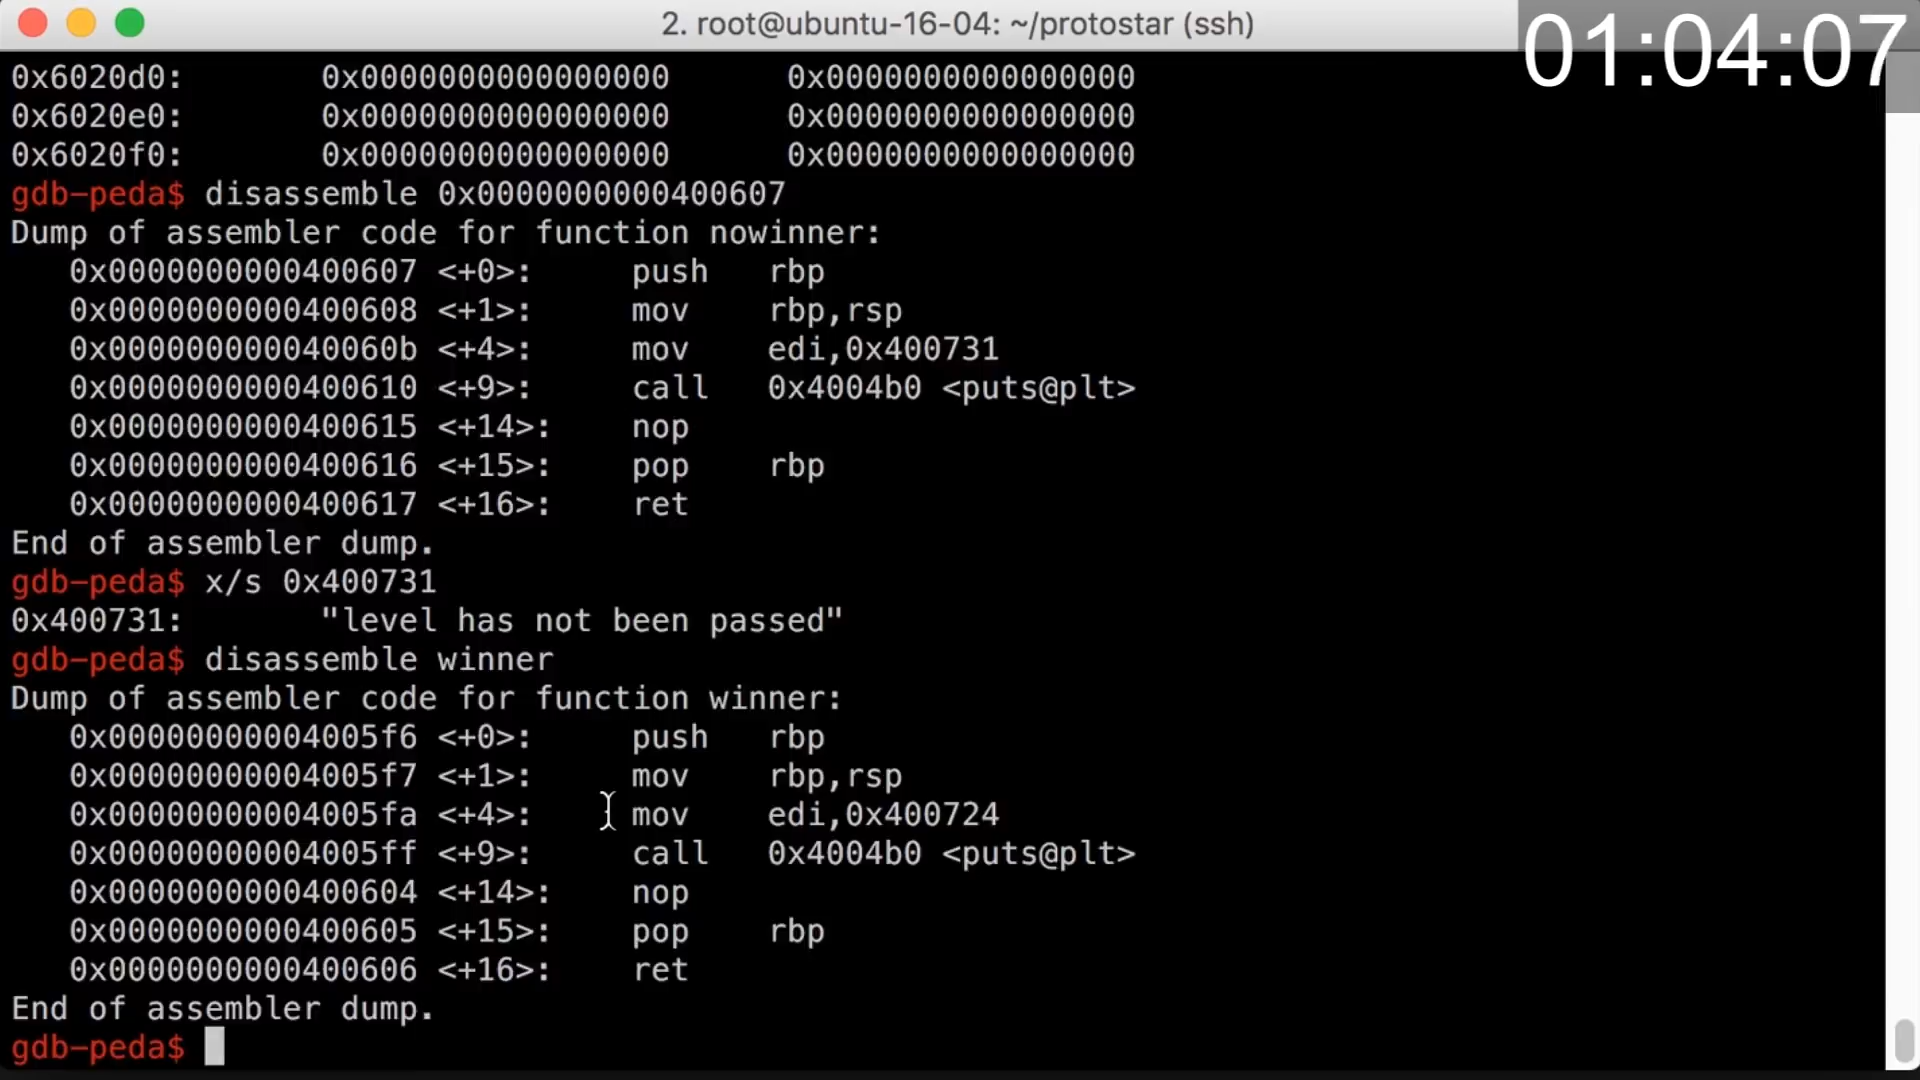 2. root@ubuntu-16-04: ~/protostar (ssh)
01:04:07
0x6020d0: 0x0000000000000000 0x0000000000000000
0x6020e0: 0x0000000000000000 0x0000000000000000
0x6020f0: 0x0000000000000000 0x0000000000000000
gdb-peda$ disassemble 0x0000000000400607
Dump of assembler code for function nowinner:
0x0000000000400607 <+0>: push rbp
0x0000000000400608 <+1>: mov rbp,rsp
0x000000000040060b <+4>: mov edi,0x400731
0x0000000000400610 <+9>: call 0x4004b0 <puts@plt>
0x0000000000400615 <+14>: nop
0x0000000000400616 <+15>: pop rbp
0x0000000000400617 <+16>: ret
End of assembler dump.
gdb-peda$ x/s 0x400731
0x400731: "level has not been passed"
gdb-peda$ disassemble winner
Dump of assembler code for function winner:
0x00000000004005f6 <+0>: push rbp
0x00000000004005f7 <+1>: mov rbp,rsp
0x00000000004005fa <+4>: mov edi,0x400724
0x00000000004005ff <+9>: call 0x4004b0 <puts@plt>
0x0000000000400604 <+14>: nop
0x0000000000400605 <+15>: pop rbp
0x0000000000400606 <+16>: ret
End of assembler dump.
gdb-peda$